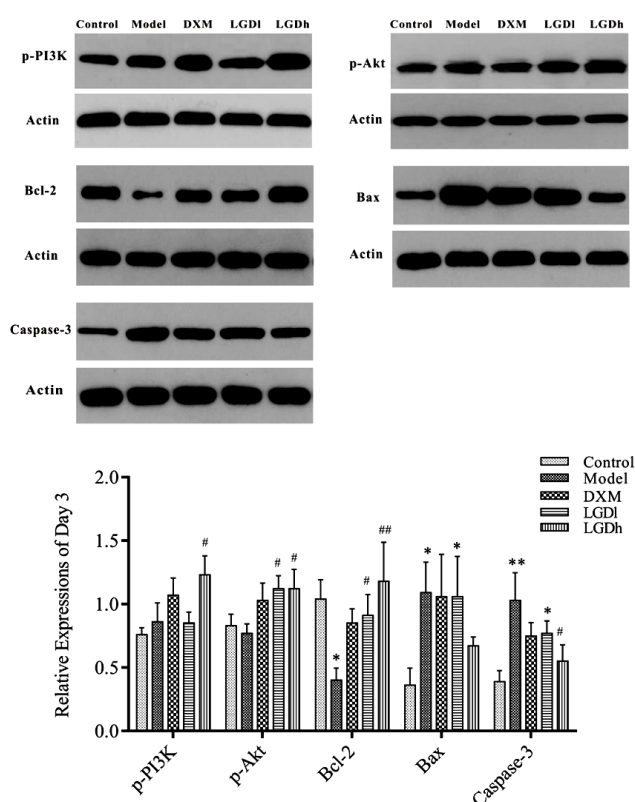 Control Model DXM LGDl LGDh
p-PI3K
Actin
Bcl-2
Actin
Caspase-3
Actin
Control Model DXM LGDl LGDh
p-Akt
Actin
Bax
Actin
Control
Model
DXM
LGDl
LGDh
Relative Expressions of Day 3
2.0
1.5
1.0
0.5
0.0
#
# #
* # ##
* *
** * #
p-PI3K p-Akt Bcl-2 Bax Caspase-3